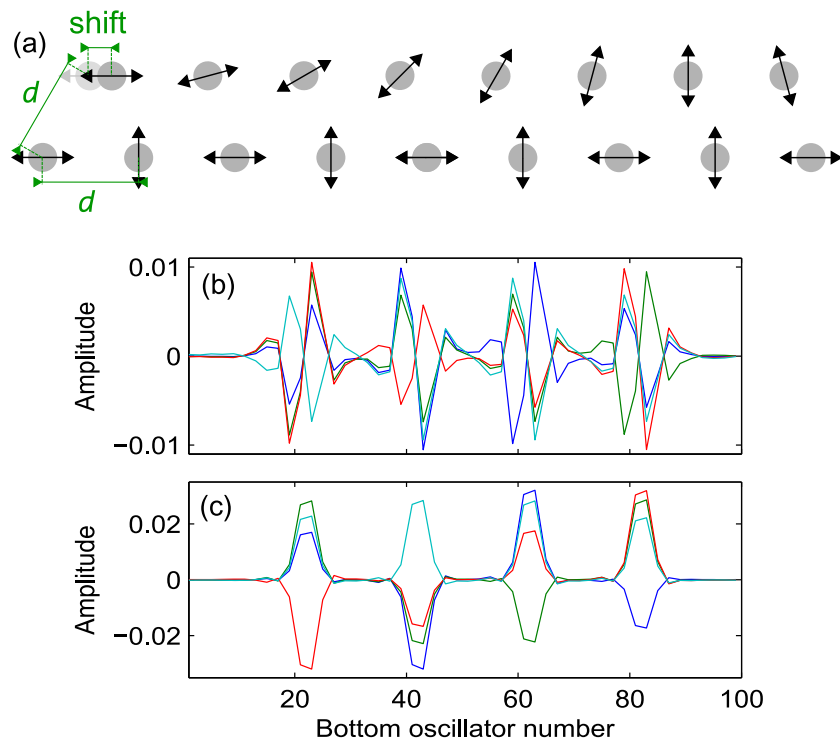 shift
(a)
d
d
(b)
0.01
0
−0.01
Amplitude
(c)
0.02
0
−0.02
Amplitude
20 40 60 80 100
Bottom oscillator number